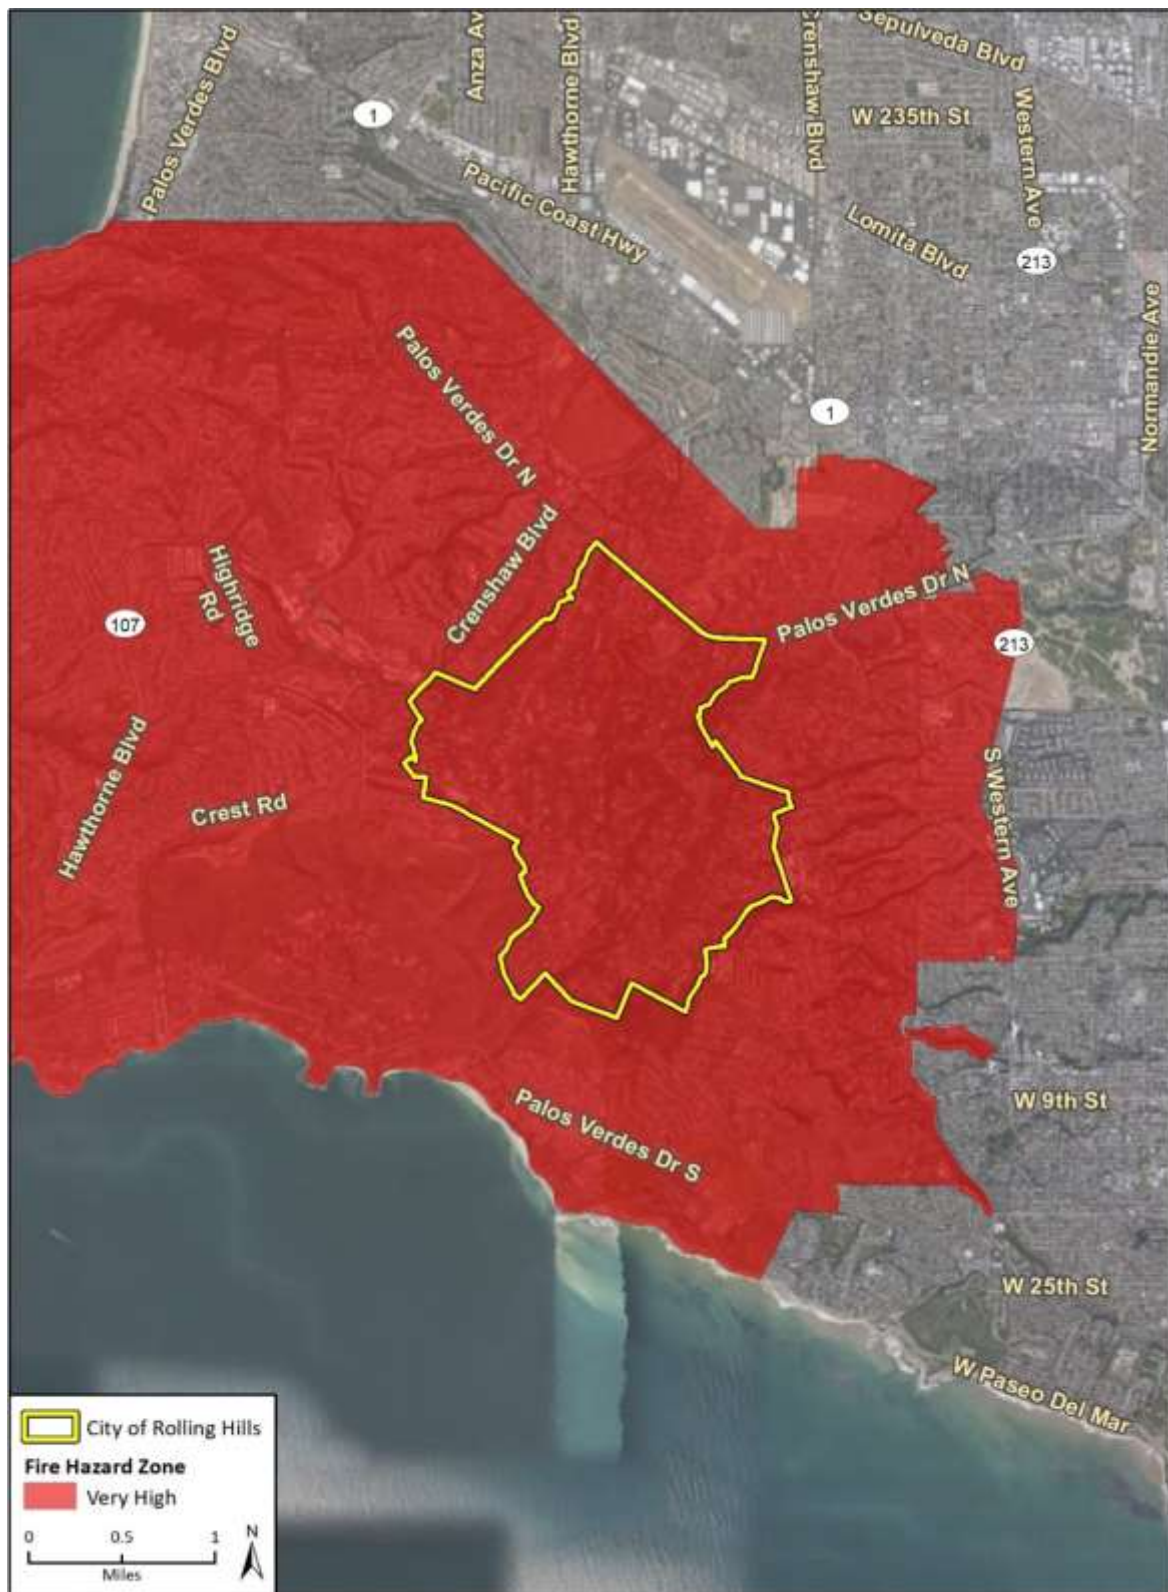 Sepulveda Blvd
Palos Verdes Blvd
Anza Av
Hawthorne Blvd
Crenshaw Blvd
Western Ave
W 235th St
1
Pacific Coast Hwy
Lomita Blvd
213
Normandie Ave
Palos Verdes Dr N
1
Crenshaw Blvd
Highridge
Rd
107
Palos Verdes Dr N
213
Hawthorne Blvd
Crest Rd
S Western Ave
Palos Verdes Dr S
W 9th St
W 25th St
W Paseo Del Mar
City of Rolling Hills
Fire Hazard Zone
Very High
0 0.5 1
Miles
N